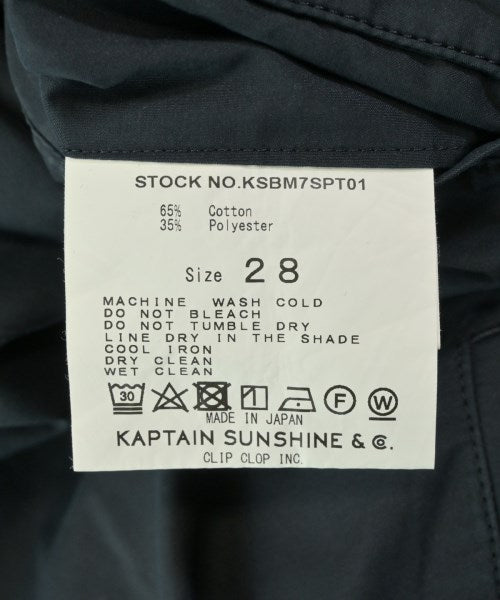 STOCK NO.KSBM7SPT01
65% Cotton
35% Polyester
Size 28
MACHINE WASH COLD
DO NOT BLEACH
DO NOT TUMBLE DRY
LINE DRY IN THE SHADE
COOL IRON
DRY CLEAN
WET CLEAN
30 F W
MADE IN JAPAN
KAPTAIN SUNSHINE & Co.
CLIP CLOP INC.